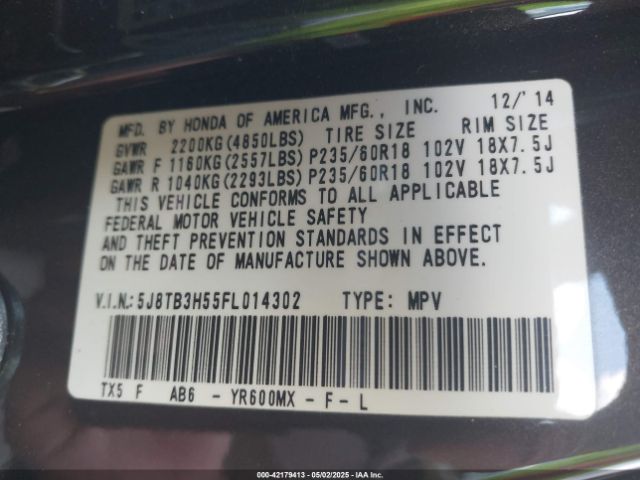 MFD. BY HONDA OF AMERICA MFG., INC. 12/'14
GVWR 2200KG(4850LBS) TIRE SIZE RIM SIZE
GAWR F 1160KG(2557LBS) P235/60R18 102V 18X7.5J
GAWR R 1040KG(2293LBS) P235/60R18 102V 18X7.5J
THIS VEHICLE CONFORMS TO ALL APPLICABLE
FEDERAL MOTOR VEHICLE SAFETY
AND THEFT PREVENTION STANDARDS IN EFFECT
ON THE DATE OF MANUFACTURE SHOWN ABOVE.
V.I.N.: 5J8TB3H55FL014302 TYPE: MPV
TX5 F AB6 - YR600MX - F - L
000-42179413 - 05/02/2025 - IAA Inc.